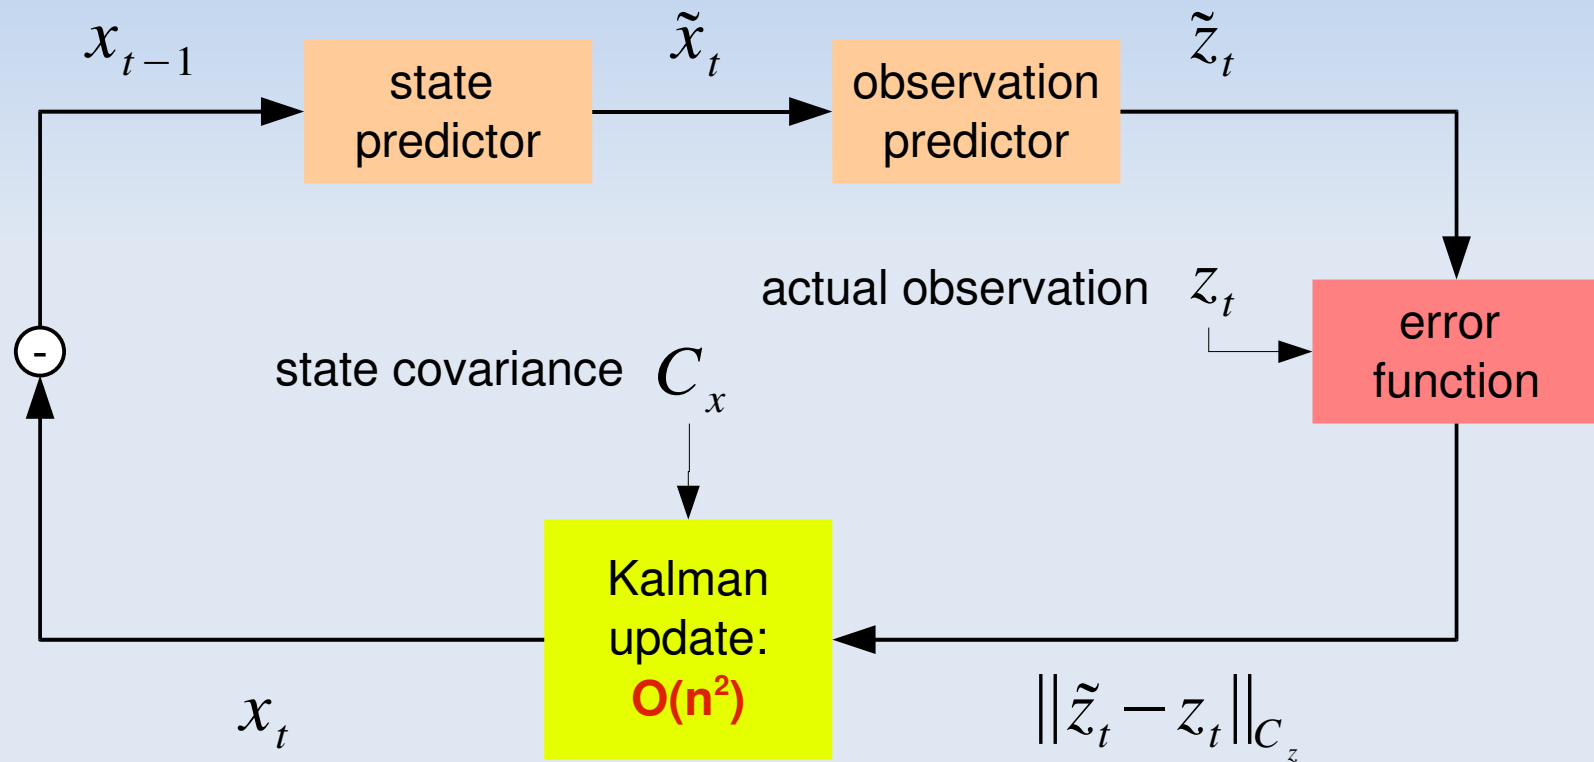 x_{t−1}
state
predictor
x̃_t
observation
predictor
z̃_t
actual observation z_t
error
function
-
state covariance C_x
Kalman
update:
O(n²)
x_t
‖z̃_t − z_t‖_{C_z}